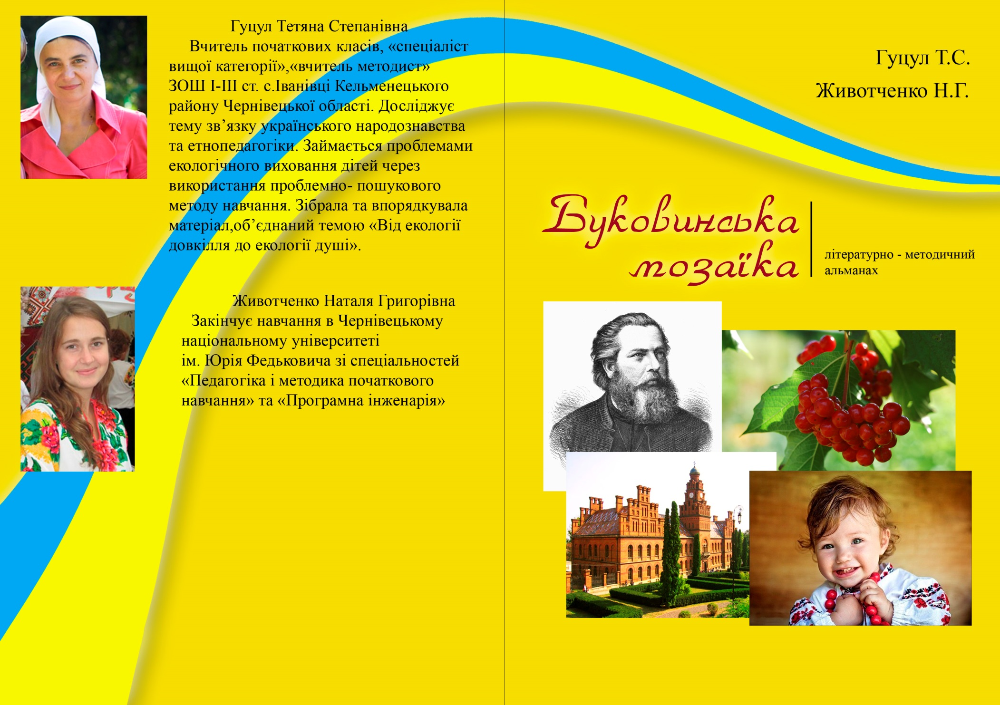 Гуцул Тетяна Степанівна
Вчитель початкових класів, «спеціаліст
вищої категорії»,«вчитель методист»
ЗОШ І-ІІІ ст. с.Іванівці Кельменецького
району Чернівецької області. Досліджує
тему зв’язку українського народознавства
та етнопедагогіки. Займається проблемами
екологічного виховання дітей через
використання проблемно- пошукового
методу навчання. Зібрала та впорядкувала
матеріал,об’єднаний темою «Від екології
довкілля до екології душі».
Животченко Наталя Григорівна
Закінчує навчання в Чернівецькому
національному університеті
ім. Юрія Федьковича зі спеціальностей
«Педагогіка і методика початкового
навчання» та «Програмна інженарія»
Гуцул Т.С.
Животченко Н.Г.
Буковинська
мозаїка
літературно - методичний
альманах